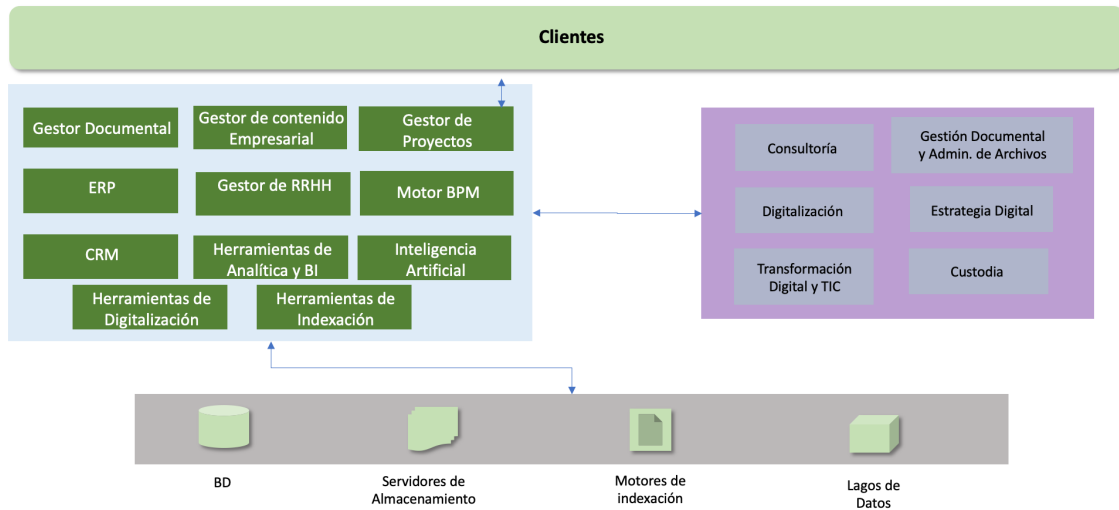 Clientes
Gestor Documental
Gestor de contenido
Empresarial
Gestor de
Proyectos
ERP
Gestor de RRHH
Motor BPM
CRM
Herramientas de
Analítica y BI
Inteligencia
Artificial
Herramientas de
Digitalización
Herramientas de
Indexación
Consultoría
Gestión Documental
y Admin. de Archivos
Digitalización
Estrategia Digital
Transformación
Digital y TIC
Custodia
BD
Servidores de
Almacenamiento
Motores de
indexación
Lagos de
Datos